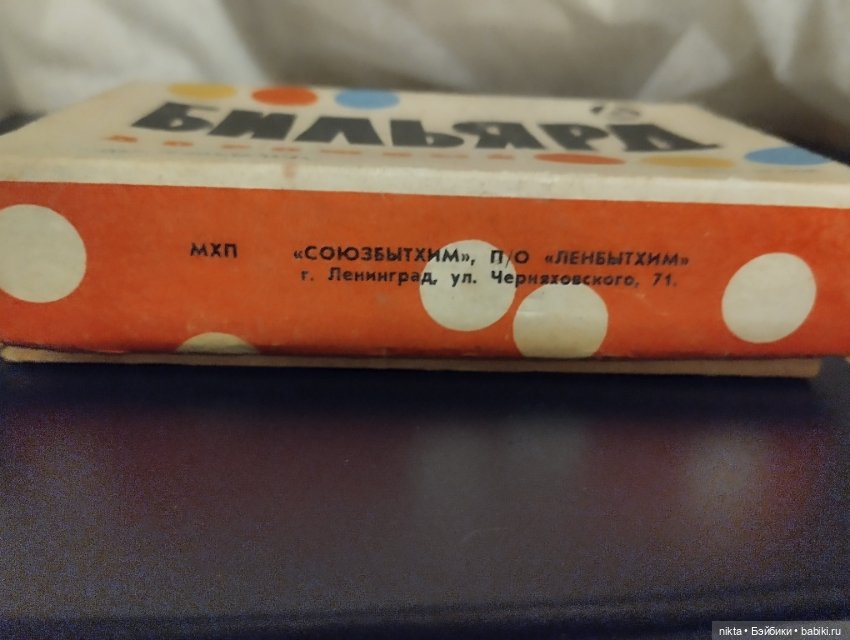 БИЛЬЯРД
МХП «СОЮЗБЫТХИМ», П/О «ЛЕНБЫТХИМ»
г. Ленинград, ул. Черняховского, 71.
nikta • Бэйбики • babiki.ru